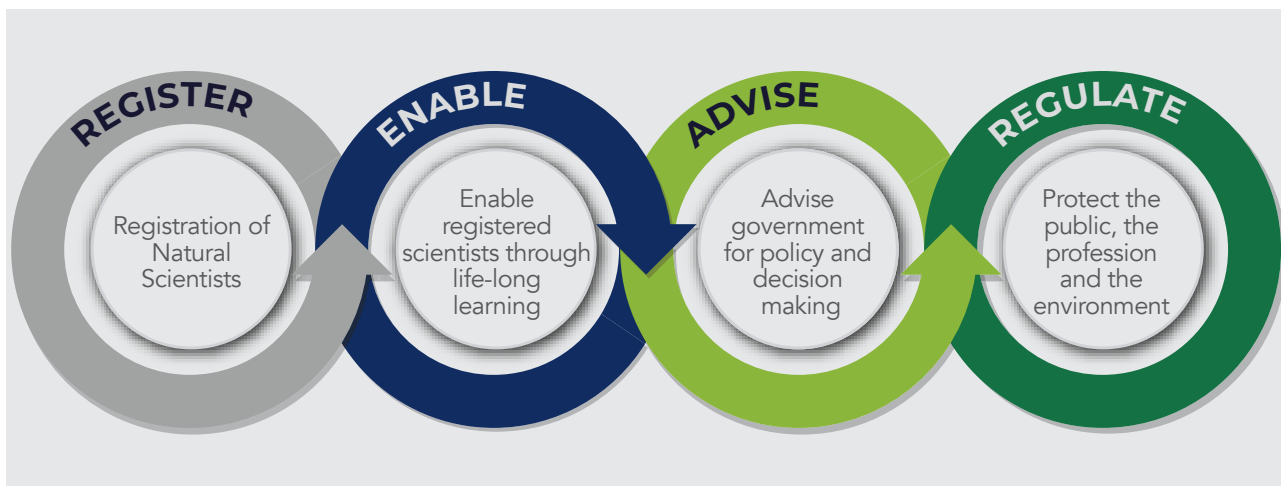 REGISTER
Registration of
Natural
Scientists
ENABLE
Enable
registered
scientists through
life-long
learning
ADVISE
Advise
government
for policy and
decision
making
REGULATE
Protect the
public, the
profession
and the
environment